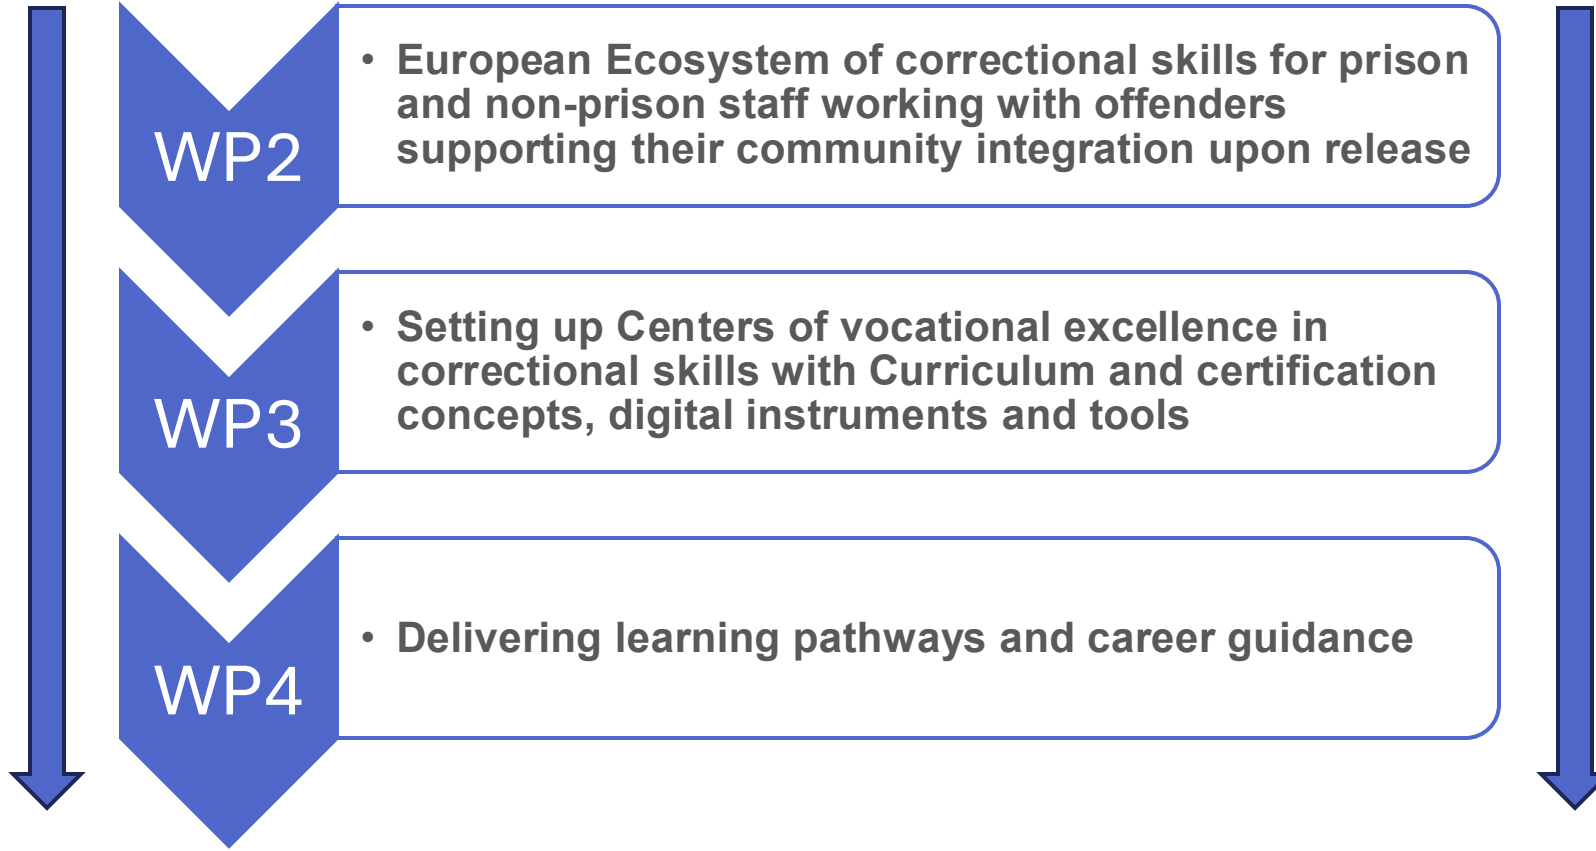 WP2
• European Ecosystem of correctional skills for prison
and non-prison staff working with offenders
supporting their community integration upon release
WP3
• Setting up Centers of vocational excellence in
correctional skills with Curriculum and certification
concepts, digital instruments and tools
WP4
• Delivering learning pathways and career guidance